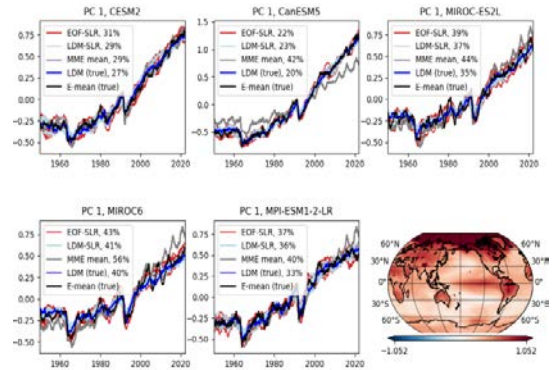 PC 1, CESM2
0.75
0.50
0.25
0.00
−0.25
−0.50
EOF-SLR, 31%
LDM-SLR, 29%
MME mean, 29%
LDM (true), 27%
E-mean (true)
1960
1980
2000
2020
PC 1, CanESM5
1.5
1.0
0.5
0.0
−0.5
EOF-SLR, 22%
LDM-SLR, 23%
MME mean, 42%
LDM (true), 20%
E-mean (true)
1960
1980
2000
2020
PC 1, MIROC-ES2L
0.75
0.50
0.25
0.00
−0.25
−0.50
EOF-SLR, 39%
LDM-SLR, 37%
MME mean, 44%
LDM (true), 35%
E-mean (true)
1960
1980
2000
2020
PC 1, MIROC6
0.75
0.50
0.25
0.00
−0.25
−0.50
EOF-SLR, 43%
LDM-SLR, 41%
MME mean, 56%
LDM (true), 40%
E-mean (true)
1960
1980
2000
2020
PC 1, MPI-ESM1-2-LR
0.75
0.50
0.25
0.00
−0.25
−0.50
EOF-SLR, 37%
LDM-SLR, 36%
MME mean, 40%
LDM (true), 33%
E-mean (true)
1960
1980
2000
2020
60°N
60°N
30°N
30°N
0°
0°
30°S
30°S
60°S
60°S
−1.052
1.052